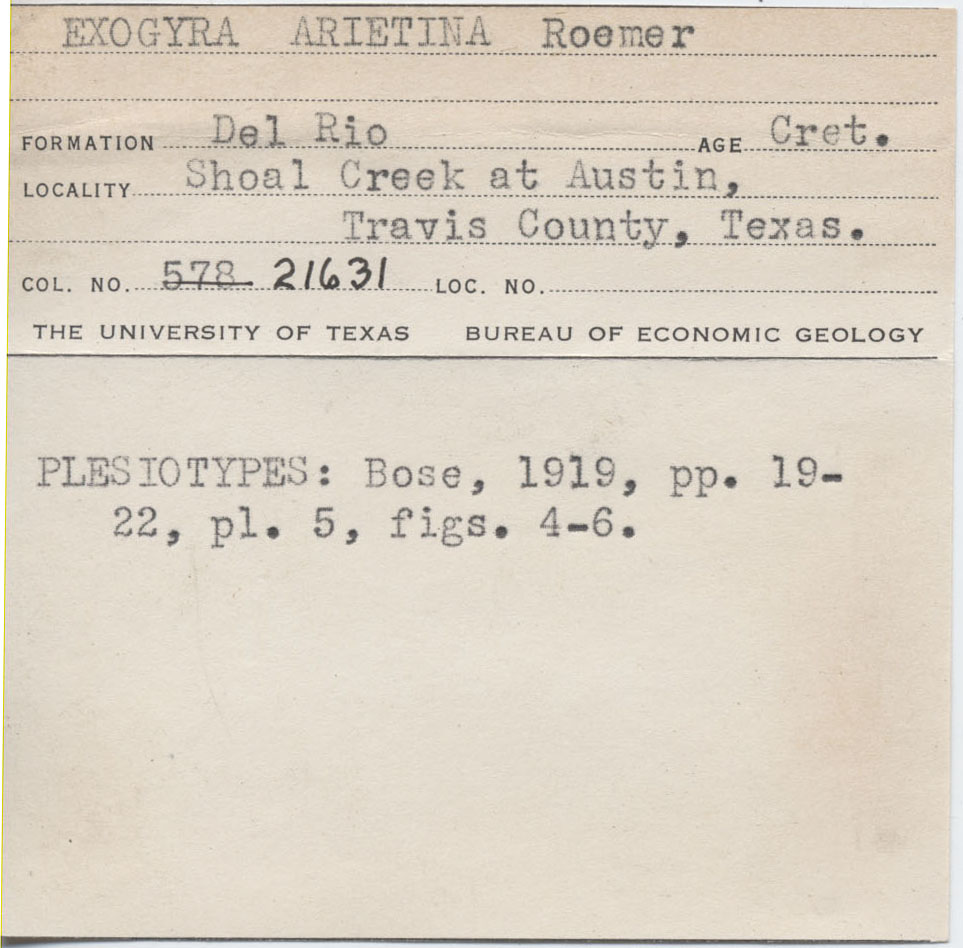 EXOGYRA ARIETINA Roemer
FORMATION Del Rio AGE Cret.
LOCALITY Shoal Creek at Austin,
Travis County, Texas.
COL. NO. 578 21631 LOC. NO.
THE UNIVERSITY OF TEXAS BUREAU OF ECONOMIC GEOLOGY
PLESIOTYPES: Bose, 1919, pp. 19-
22, pl. 5, figs. 4-6.